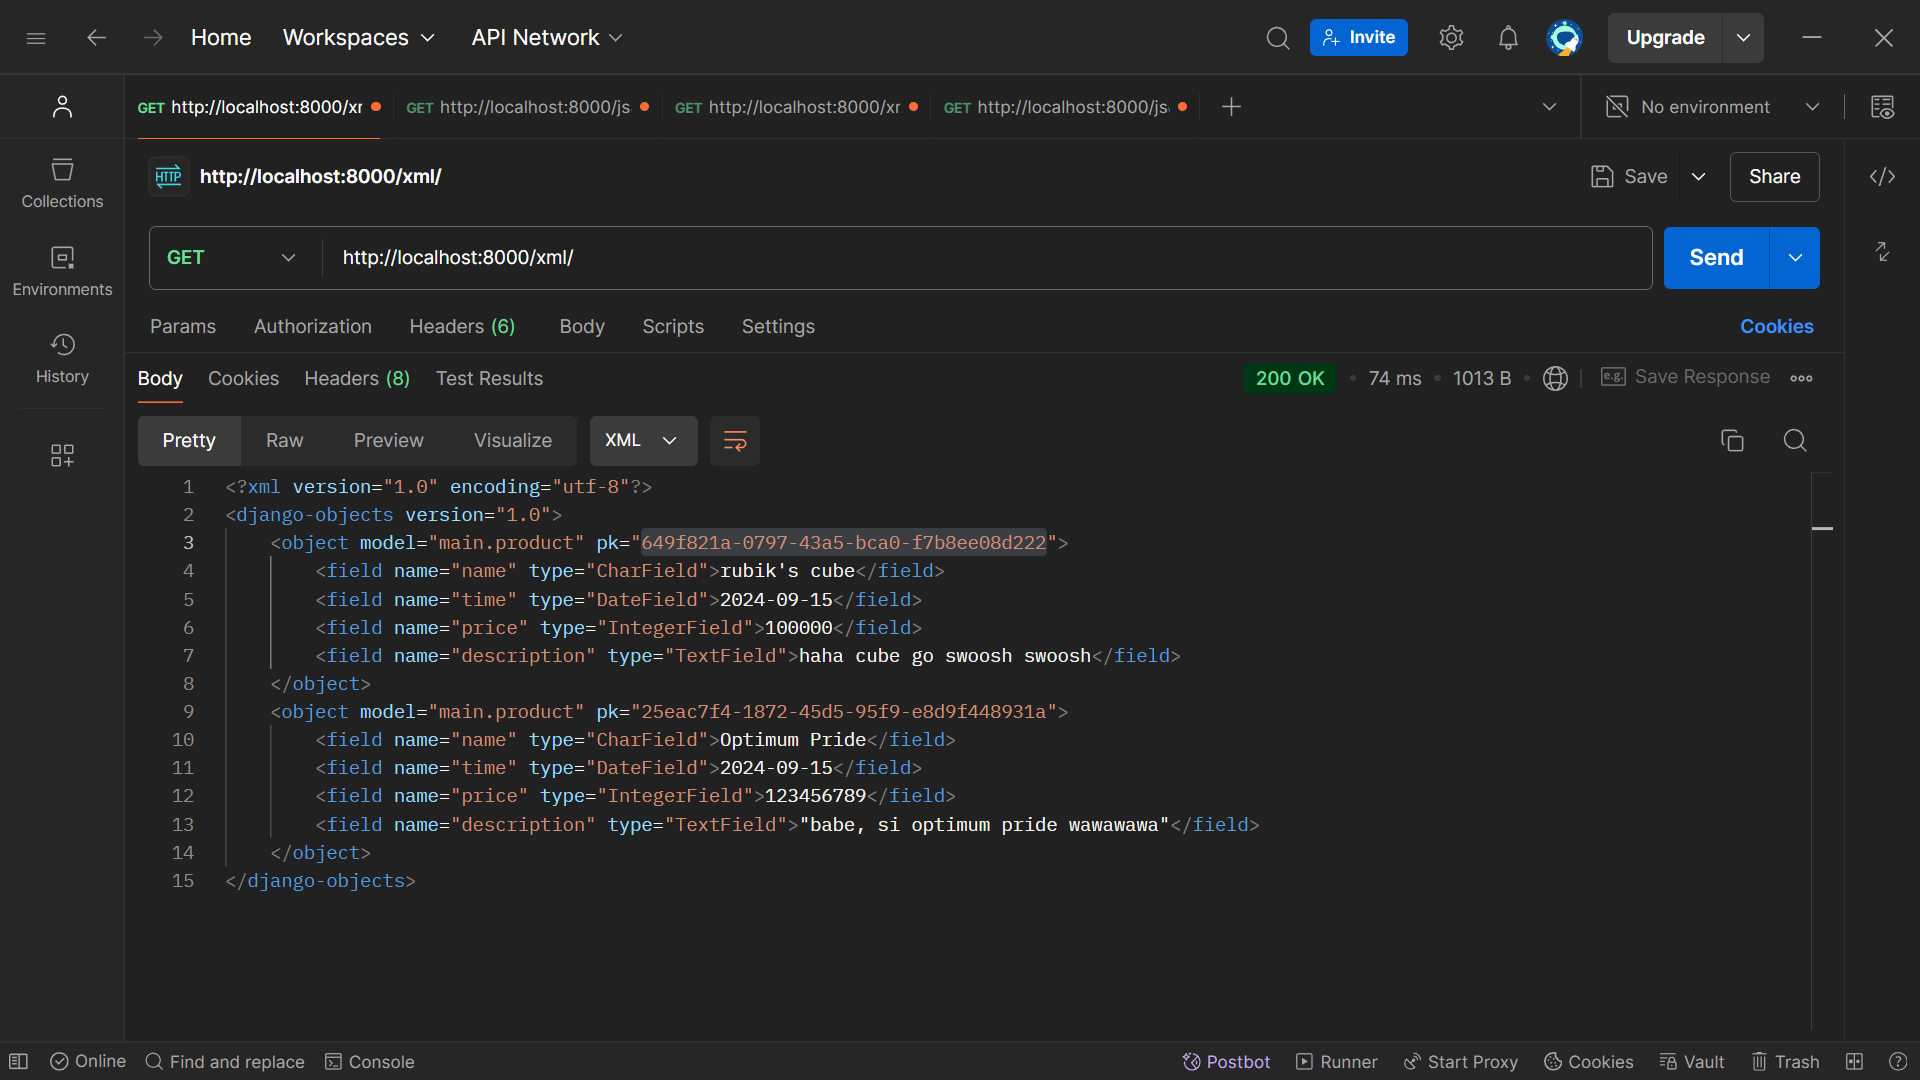 Home Workspaces API Network Invite Upgrade
GET http://localhost:8000/xr GET http://localhost:8000/js GET http://localhost:8000/xr GET http://localhost:8000/js No environment
HTTP http://localhost:8000/xml/ Save Share
Collections
GET http://localhost:8000/xml/ Send
Environments
Params Authorization Headers (6) Body Scripts Settings Cookies
History
Body Cookies Headers (8) Test Results 200 OK 74 ms 1013 B e.g. Save Response
Pretty Raw Preview Visualize XML
1 <?xml version="1.0" encoding="utf-8"?>
2 <django-objects version="1.0">
3 <object model="main.product" pk="649f821a-0797-43a5-bca0-f7b8ee08d222">
4 <field name="name" type="CharField">rubik's cube</field>
5 <field name="time" type="DateField">2024-09-15</field>
6 <field name="price" type="IntegerField">100000</field>
7 <field name="description" type="TextField">haha cube go swoosh swoosh</field>
8 </object>
9 <object model="main.product" pk="25eac7f4-1872-45d5-95f9-e8d9f448931a">
10 <field name="name" type="CharField">Optimum Pride</field>
11 <field name="time" type="DateField">2024-09-15</field>
12 <field name="price" type="IntegerField">123456789</field>
13 <field name="description" type="TextField">"babe, si optimum pride wawawawa"</field>
14 </object>
15 </django-objects>
Online Find and replace Console Postbot Runner Start Proxy Cookies Vault Trash